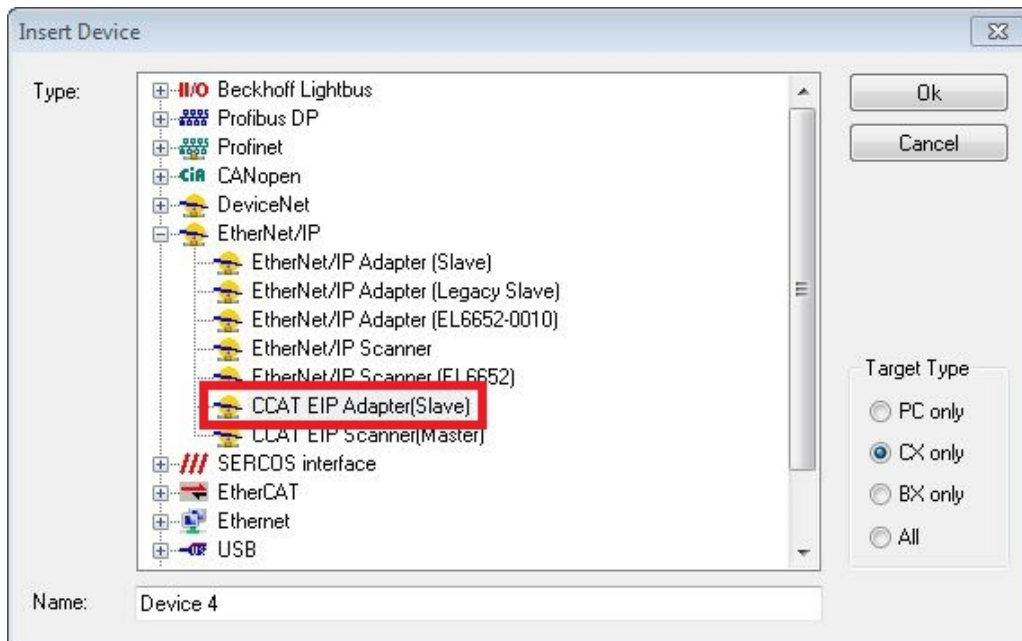 Insert Device
Type:
II/O Beckhoff Lightbus
Profibus DP
Profinet
CiA CANopen
DeviceNet
EtherNet/IP
EtherNet/IP Adapter (Slave)
EtherNet/IP Adapter (Legacy Slave)
EtherNet/IP Adapter (EL6652-0010)
EtherNet/IP Scanner
EtherNet/IP Scanner (EL6652)
CCAT EIP Adapter(Slave)
CCAT EIP Scanner(Master)
SERCOS interface
EtherCAT
Ethernet
USB
Ok
Cancel
Target Type
PC only
CX only
BX only
All
Name:
Device 4